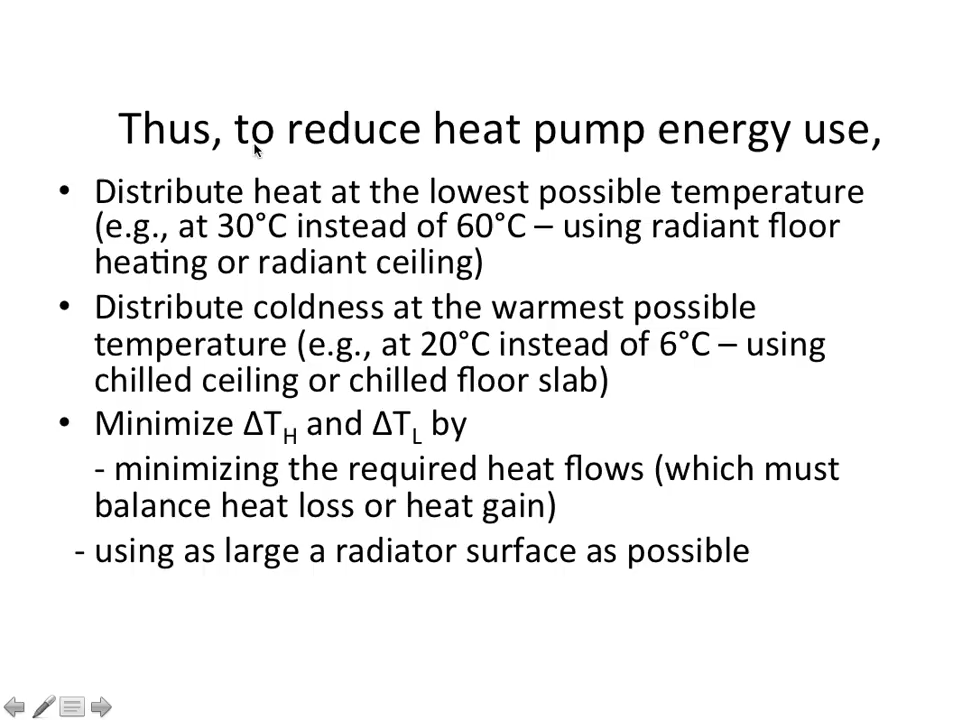 Thus, to reduce heat pump energy use,
• Distribute heat at the lowest possible temperature
(e.g., at 30°C instead of 60°C – using radiant floor
heating or radiant ceiling)
• Distribute coldness at the warmest possible
temperature (e.g., at 20°C instead of 6°C – using
chilled ceiling or chilled floor slab)
• Minimize ΔT_H and ΔT_L by
- minimizing the required heat flows (which must
balance heat loss or heat gain)
- using as large a radiator surface as possible